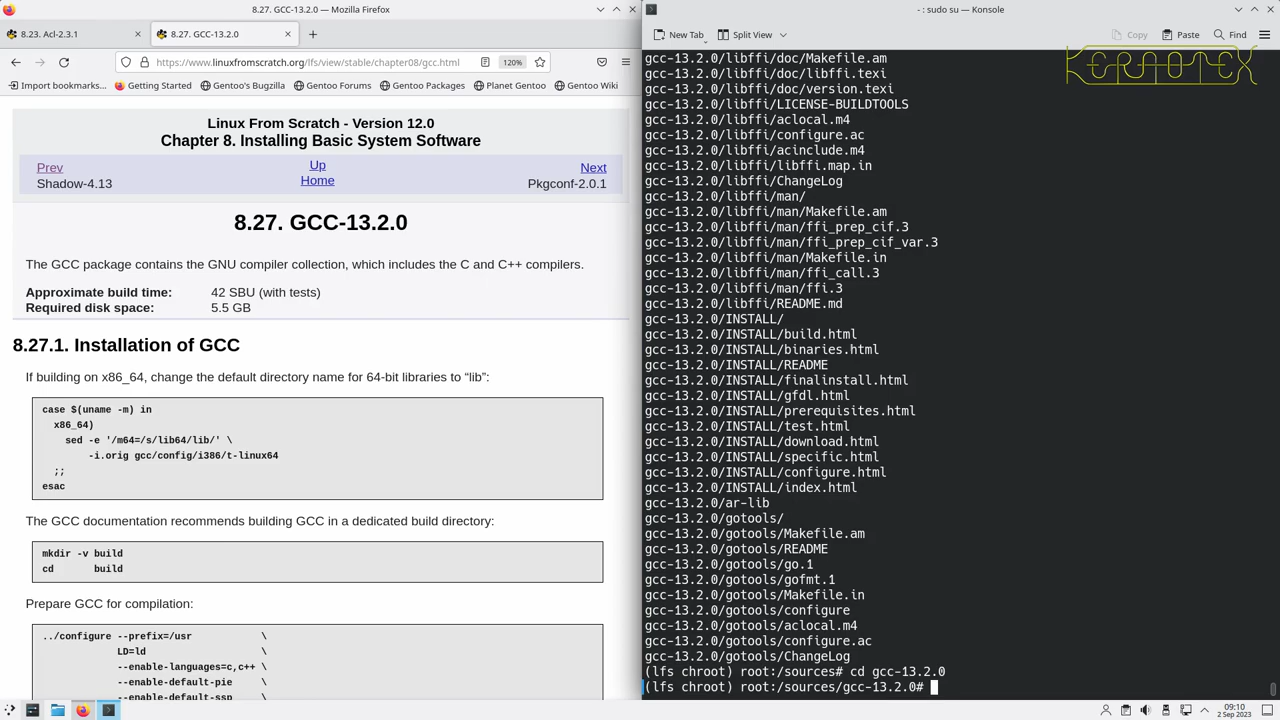 8.27. GCC-13.2.0 — Mozilla Firefox
8.23. Acl-2.3.1
8.27. GCC-13.2.0
https://www.linuxfromscratch.org/lfs/view/stable/chapter08/gcc.html
120%
Import bookmarks...
Getting Started
Gentoo's Bugzilla
Gentoo Forums
Gentoo Packages
Planet Gentoo
Gentoo Wiki
Linux From Scratch - Version 12.0
Chapter 8. Installing Basic System Software
Prev
Up
Next
Shadow-4.13
Home
Pkgconf-2.0.1
8.27. GCC-13.2.0
The GCC package contains the GNU compiler collection, which includes the C and C++ compilers.
Approximate build time: 42 SBU (with tests)
Required disk space: 5.5 GB
8.27.1. Installation of GCC
If building on x86_64, change the default directory name for 64-bit libraries to “lib”:
case $(uname -m) in
x86_64)
sed -e '/m64=/s/lib64/lib/' \
-i.orig gcc/config/i386/t-linux64
;;
esac
The GCC documentation recommends building GCC in a dedicated build directory:
mkdir -v build
cd build
Prepare GCC for compilation:
../configure --prefix=/usr \
LD=ld \
--enable-languages=c,c++ \
--enable-default-pie \
--enable-default-ssp \
- : sudo su — Konsole
New Tab
Split View
Copy
Paste
Find
KERNOTEX
gcc-13.2.0/libffi/doc/Makefile.am
gcc-13.2.0/libffi/doc/libffi.texi
gcc-13.2.0/libffi/doc/version.texi
gcc-13.2.0/libffi/LICENSE-BUILDTOOLS
gcc-13.2.0/libffi/aclocal.m4
gcc-13.2.0/libffi/configure.ac
gcc-13.2.0/libffi/acinclude.m4
gcc-13.2.0/libffi/libffi.map.in
gcc-13.2.0/libffi/ChangeLog
gcc-13.2.0/libffi/man/
gcc-13.2.0/libffi/man/Makefile.am
gcc-13.2.0/libffi/man/ffi_prep_cif.3
gcc-13.2.0/libffi/man/ffi_prep_cif_var.3
gcc-13.2.0/libffi/man/Makefile.in
gcc-13.2.0/libffi/man/ffi_call.3
gcc-13.2.0/libffi/man/ffi.3
gcc-13.2.0/libffi/README.md
gcc-13.2.0/INSTALL/
gcc-13.2.0/INSTALL/build.html
gcc-13.2.0/INSTALL/binaries.html
gcc-13.2.0/INSTALL/README
gcc-13.2.0/INSTALL/finalinstall.html
gcc-13.2.0/INSTALL/gfdl.html
gcc-13.2.0/INSTALL/prerequisites.html
gcc-13.2.0/INSTALL/test.html
gcc-13.2.0/INSTALL/download.html
gcc-13.2.0/INSTALL/specific.html
gcc-13.2.0/INSTALL/configure.html
gcc-13.2.0/INSTALL/index.html
gcc-13.2.0/ar-lib
gcc-13.2.0/gotools/
gcc-13.2.0/gotools/Makefile.am
gcc-13.2.0/gotools/README
gcc-13.2.0/gotools/go.1
gcc-13.2.0/gotools/gofmt.1
gcc-13.2.0/gotools/Makefile.in
gcc-13.2.0/gotools/configure
gcc-13.2.0/gotools/aclocal.m4
gcc-13.2.0/gotools/configure.ac
gcc-13.2.0/gotools/ChangeLog
(lfs chroot) root:/sources# cd gcc-13.2.0
(lfs chroot) root:/sources/gcc-13.2.0#
09:10
2 Sep 2023